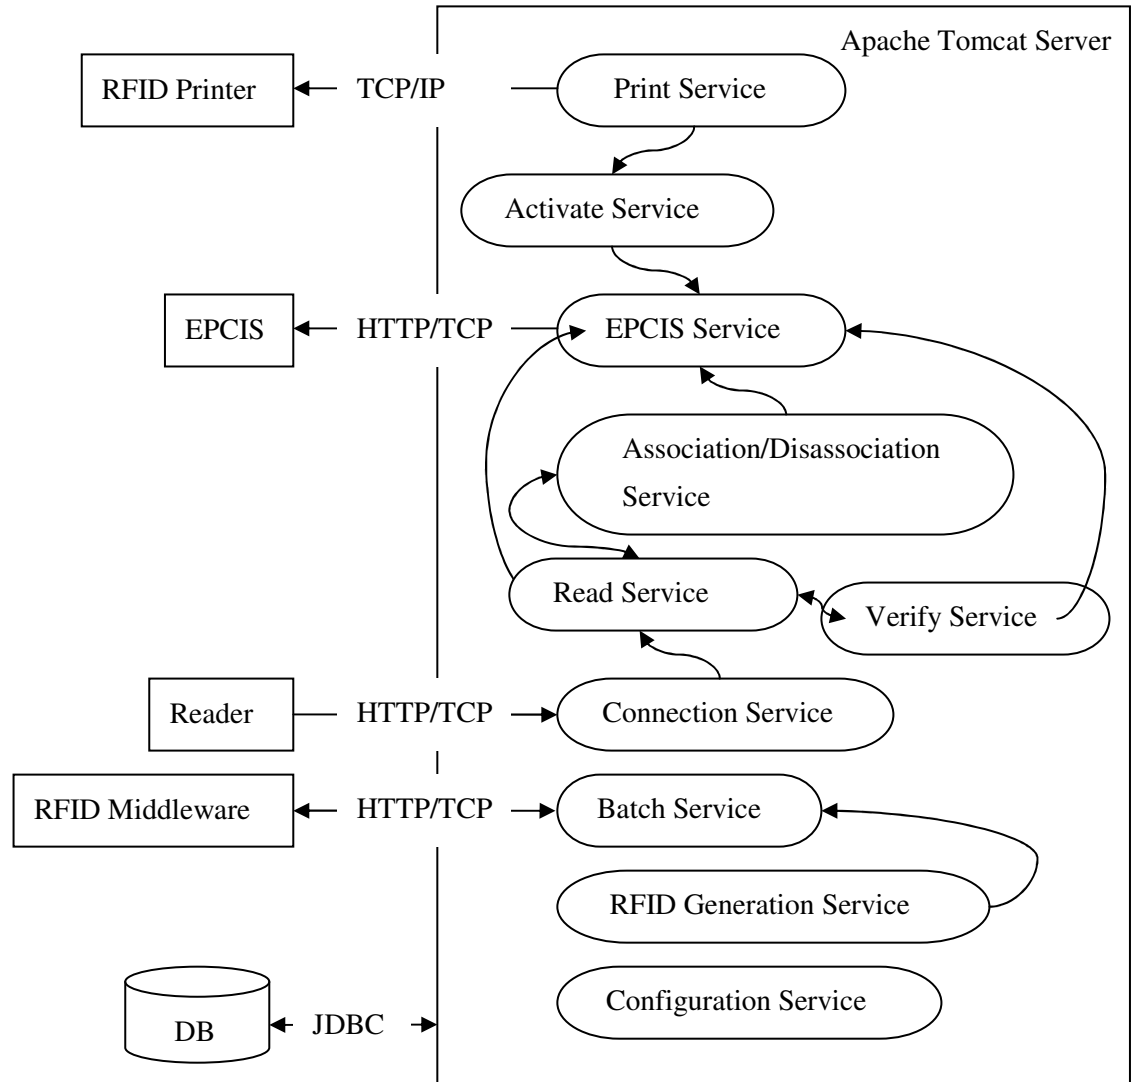 Apache Tomcat Server
RFID Printer
TCP/IP
Print Service
Activate Service
EPCIS
HTTP/TCP
EPCIS Service
Association/Disassociation
Service
Read Service
Verify Service
Reader
HTTP/TCP
Connection Service
RFID Middleware
HTTP/TCP
Batch Service
RFID Generation Service
Configuration Service
DB
JDBC